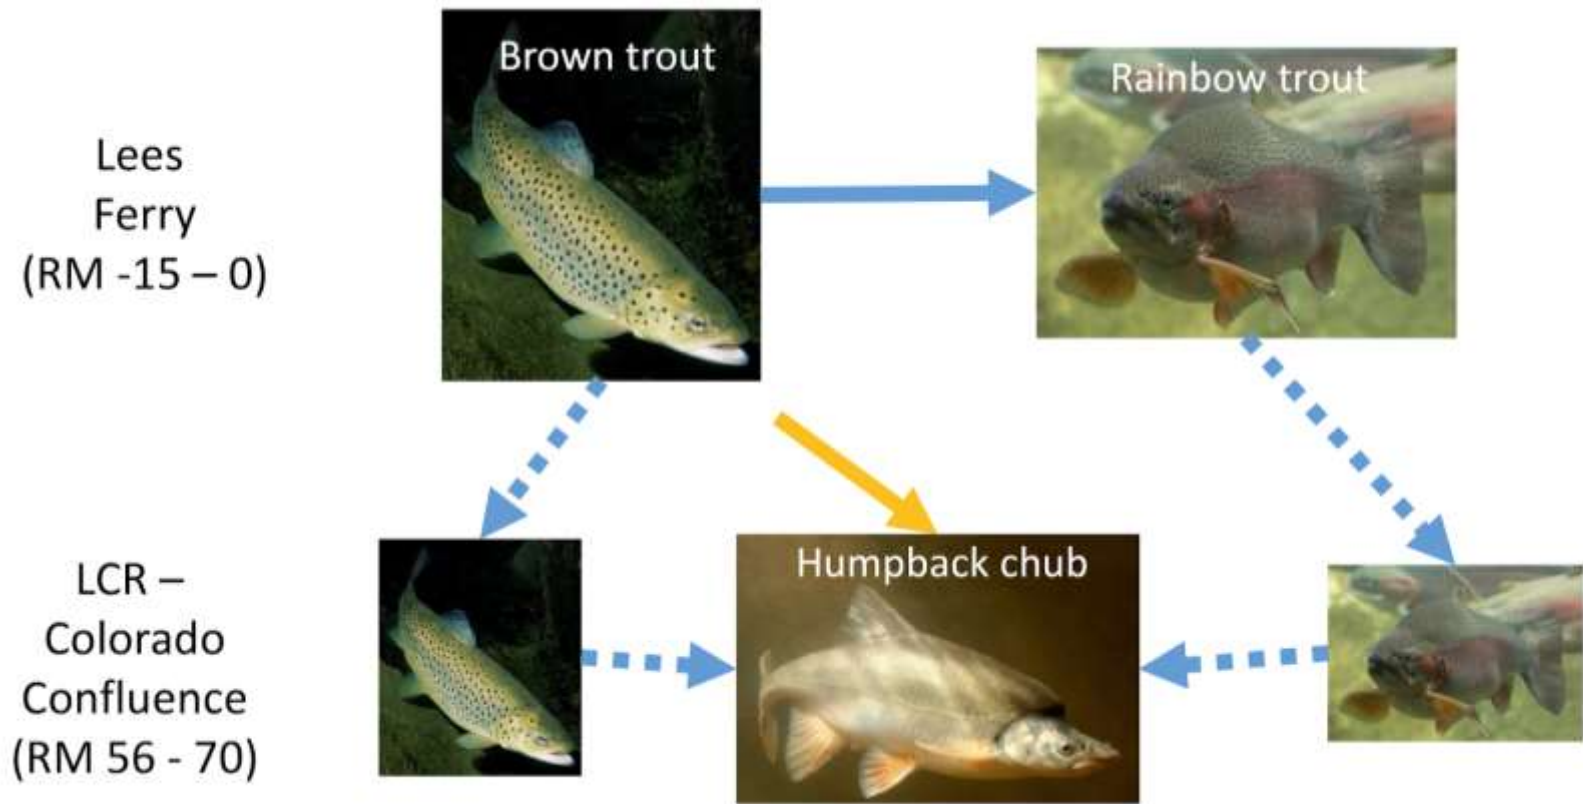 Brown trout
Rainbow trout
Lees
Ferry
(RM -15 – 0)
Humpback chub
LCR –
Colorado
Confluence
(RM 56 - 70)